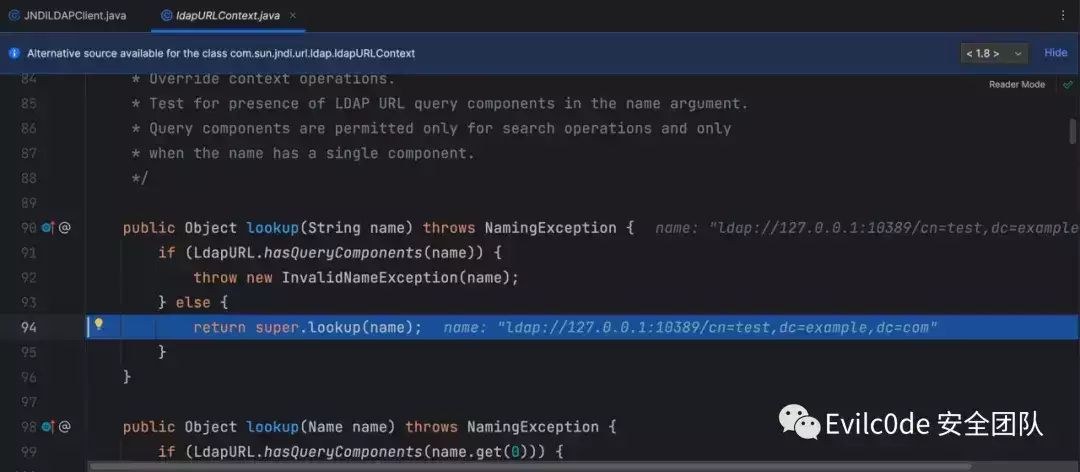 JNDILDAPClient.java ldapURLContext.java
Alternative source available for the class com.sun.jndi.url.ldap.ldapURLContext < 1.8 > Hide
Reader Mode
84 * Override context operations.
85 * Test for presence of LDAP URL query components in the name argument.
86 * Query components are permitted only for search operations and only
87 * when the name has a single component.
88 */
89
90 @ public Object lookup(String name) throws NamingException { name: "ldap://127.0.0.1:10389/cn=test,dc=example
91 if (LdapURL.hasQueryComponents(name)) {
92 throw new InvalidNameException(name);
93 } else {
94 return super.lookup(name); name: "ldap://127.0.0.1:10389/cn=test,dc=example,dc=com"
95 }
96 }
97
98 @ public Object lookup(Name name) throws NamingException {
99 if (LdapURL.hasQueryComponents(name.get(0))) {
Evilc0de 安全团队